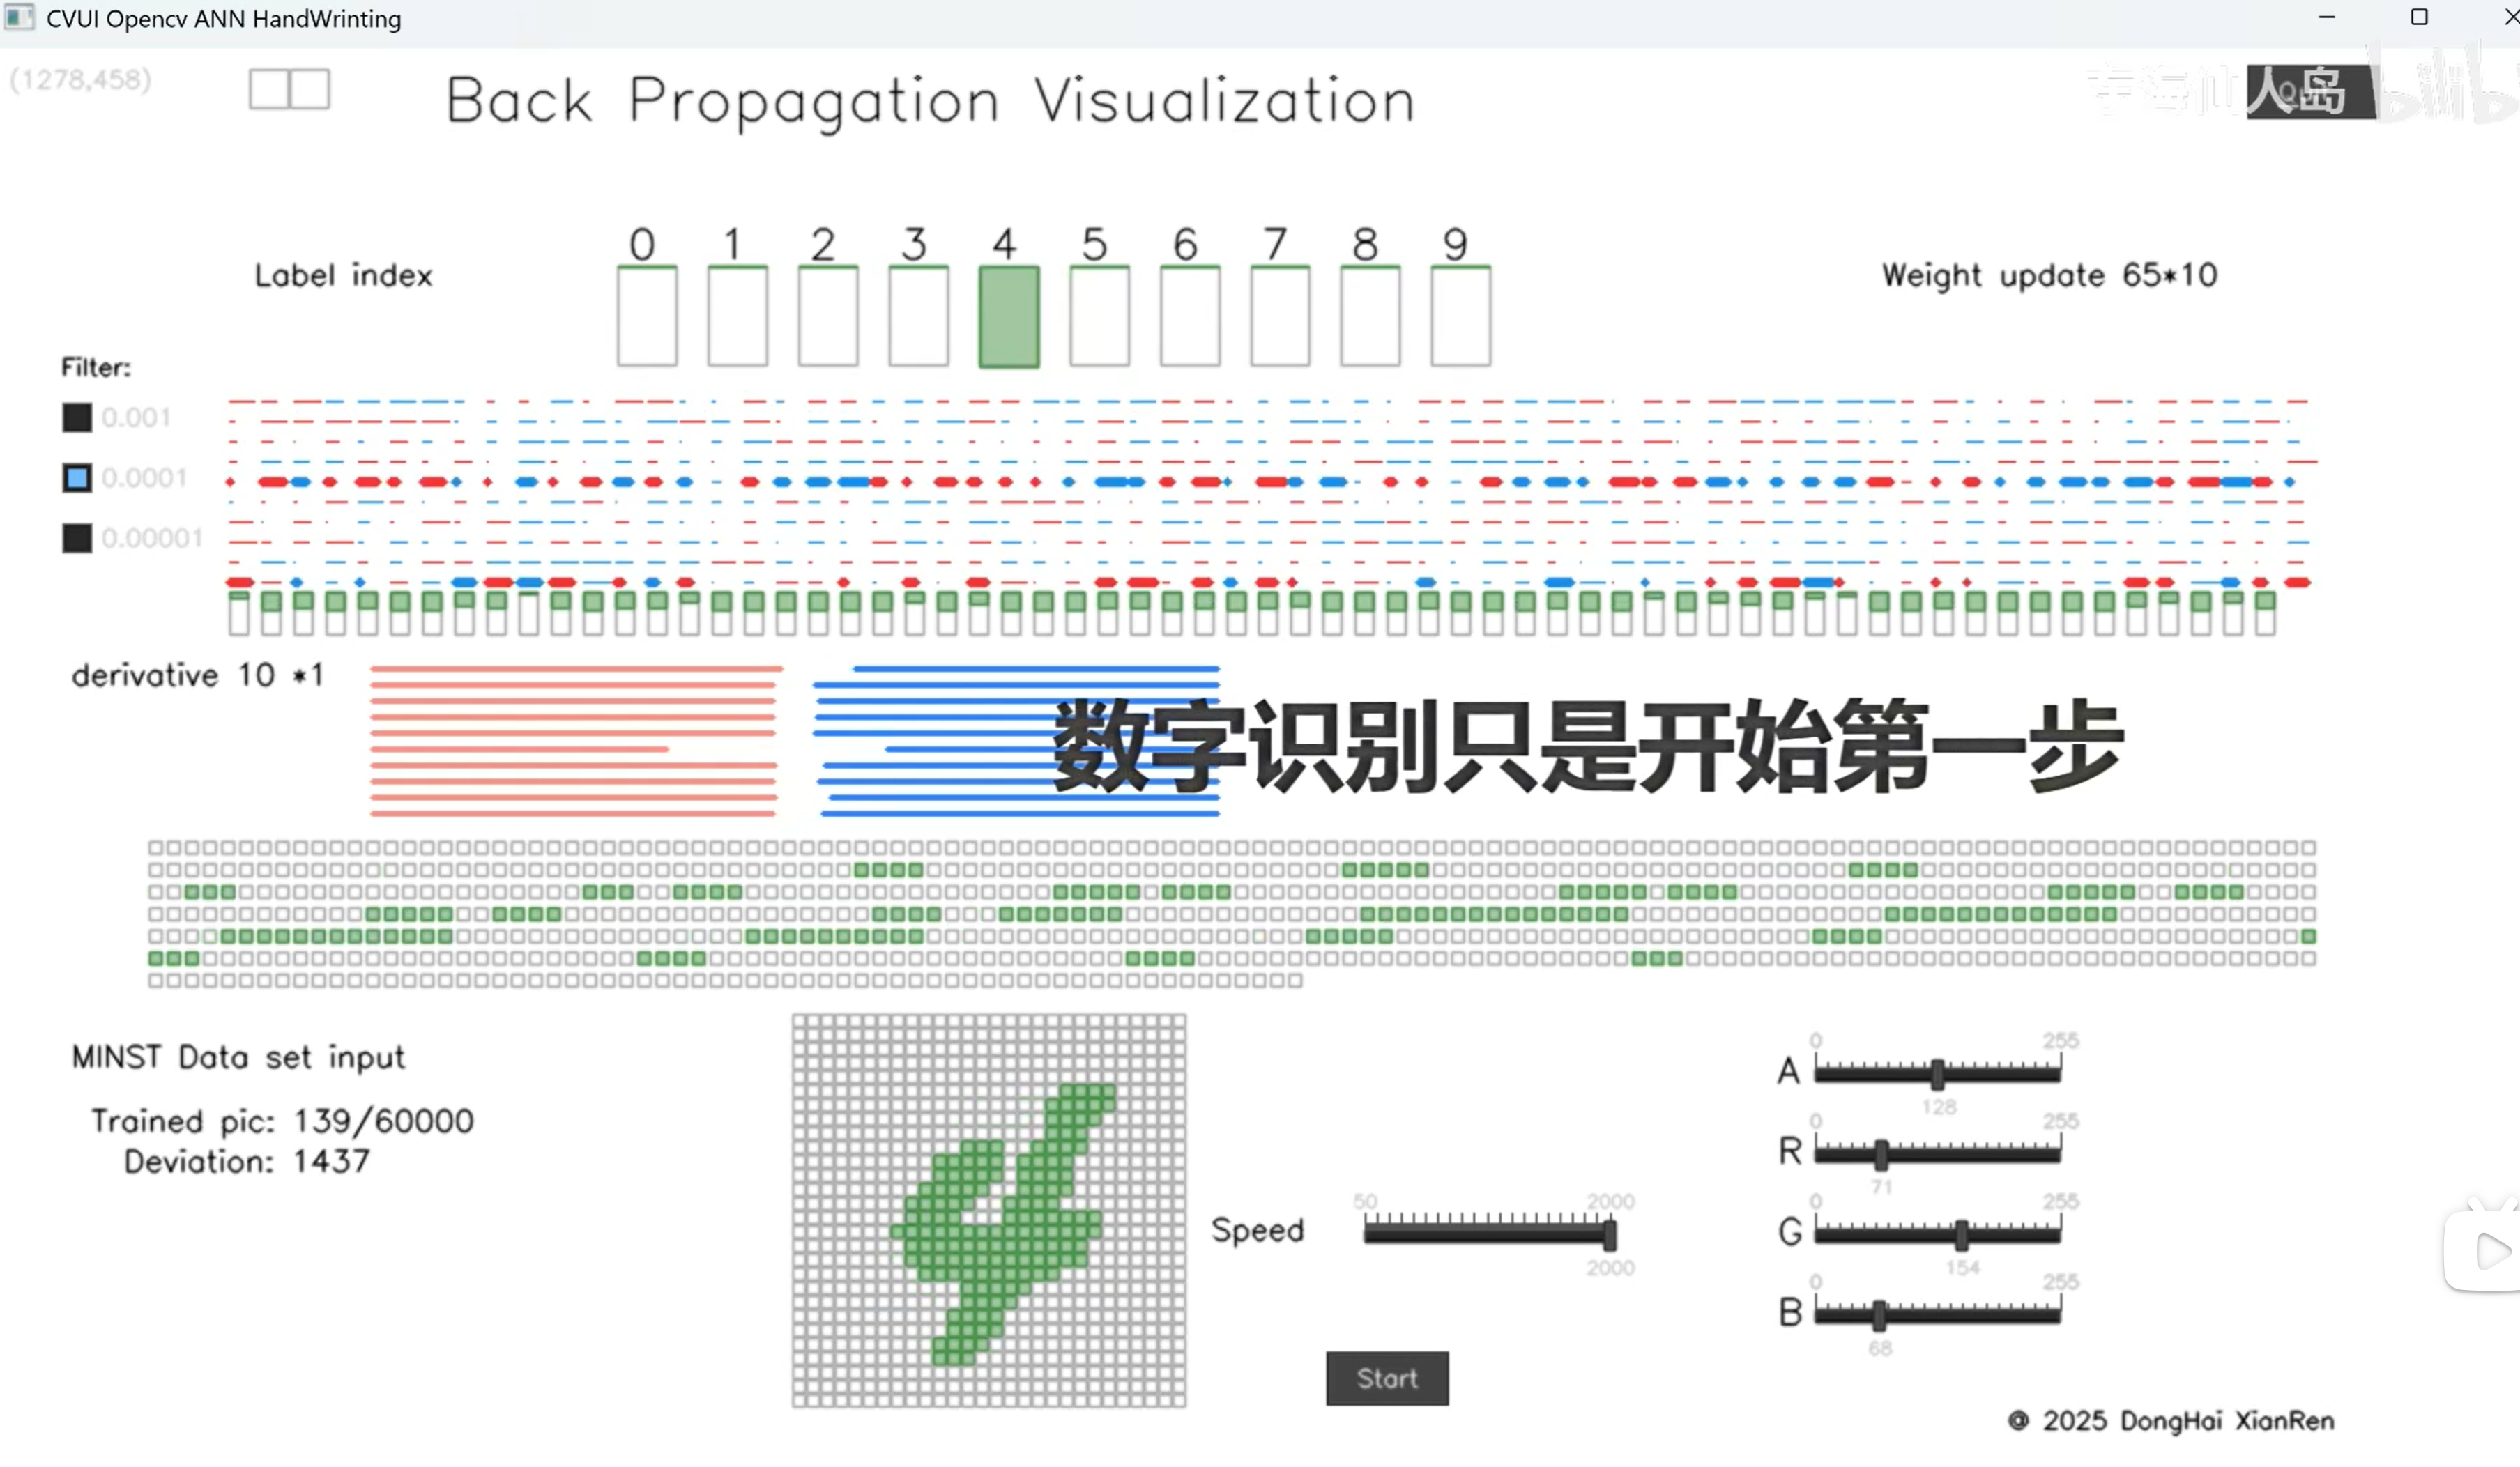 CVUI Opencv ANN HandWrinting
(1278,458)
Back Propagation Visualization
东海仙人岛
bilibili
Label index
0 1 2 3 4 5 6 7 8 9
Weight update 65*10
Filter:
0.001
0.0001
0.00001
derivative 10 *1
数字识别只是开始第一步
MINST Data set input
Trained pic: 139/60000
Deviation: 1437
Speed
50 2000
2000
A
0 255
128
R
0 255
71
G
0 255
154
B
0 255
68
Start
@ 2025 DongHai XianRen